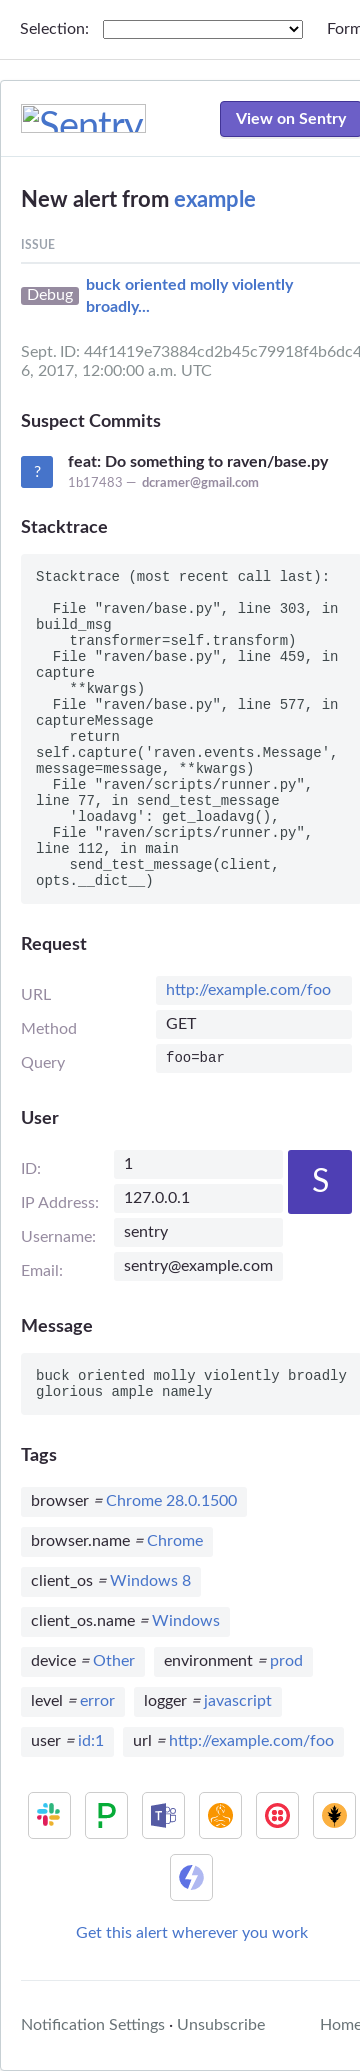 Selection:
Form
Sentry
View on Sentry
New alert from example
ISSUE
Debug
buck oriented molly violently
broadly...
Sept. ID: 44f1419e73884cd2b45c79918f4b6dc4
6, 2017, 12:00:00 a.m. UTC
Suspect Commits
?
feat: Do something to raven/base.py
1b17483 — dcramer@gmail.com
Stacktrace
Stacktrace (most recent call last):
File "raven/base.py", line 303, in
build_msg
transformer=self.transform)
File "raven/base.py", line 459, in
capture
**kwargs)
File "raven/base.py", line 577, in
captureMessage
return
self.capture('raven.events.Message',
message=message, **kwargs)
File "raven/scripts/runner.py",
line 77, in send_test_message
'loadavg': get_loadavg(),
File "raven/scripts/runner.py",
line 112, in main
send_test_message(client,
opts.__dict__)
Request
URL http://example.com/foo
Method GET
Query foo=bar
User
ID: 1
S
IP Address: 127.0.0.1
Username: sentry
Email: sentry@example.com
Message
buck oriented molly violently broadly
glorious ample namely
Tags
browser = Chrome 28.0.1500
browser.name = Chrome
client_os = Windows 8
client_os.name = Windows
device = Other environment = prod
level = error logger = javascript
user = id:1 url = http://example.com/foo
Get this alert wherever you work
Notification Settings · Unsubscribe
Home